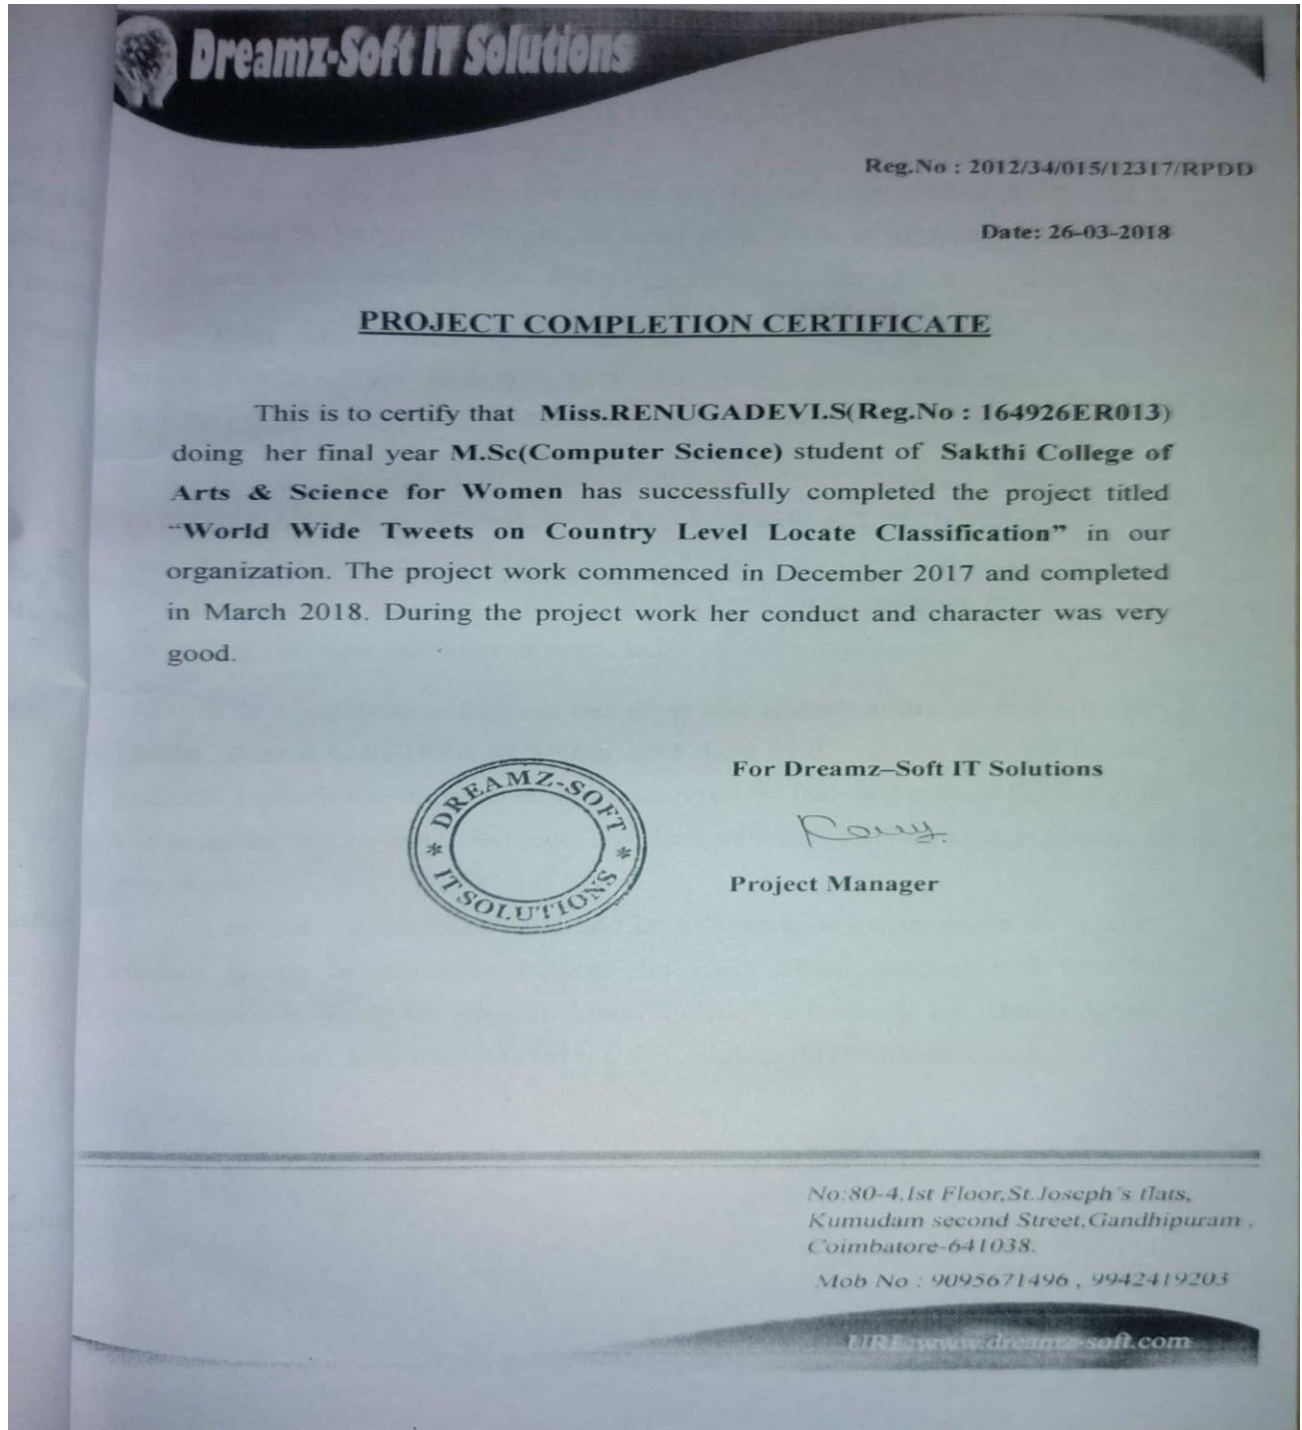 Dreamz-Soft IT Solutions
Reg.No : 2012/34/015/12317/RPDD
Date: 26-03-2018
PROJECT COMPLETION CERTIFICATE
This is to certify that Miss.RENUGADEVI.S(Reg.No : 164926ER013)
doing her final year M.Sc(Computer Science) student of Sakthi College of
Arts & Science for Women has successfully completed the project titled
“World Wide Tweets on Country Level Locate Classification” in our
organization. The project work commenced in December 2017 and completed
in March 2018. During the project work her conduct and character was very
good.
* DREAMZ-SOFT *
IT SOLUTIONS
For Dreamz–Soft IT Solutions
Project Manager
No:80-4,1st Floor,St.Joseph's flats,
Kumudam second Street,Gandhipuram ,
Coimbatore-641038.
Mob No : 9095671496 , 9942419203
URL:www.dreamz-soft.com